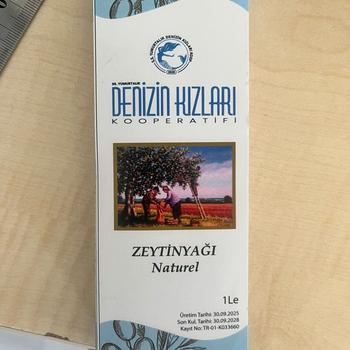 S.S. YUMURTALIK
DENİZİN KIZLARI
KOOPERATİFİ
ZEYTİNYAĞI
Naturel
1Le
Üretim Tarihi: 30.09.2025
Son Kul. Tarihi: 30.09.2028
Kayıt No: TR-01-K033660